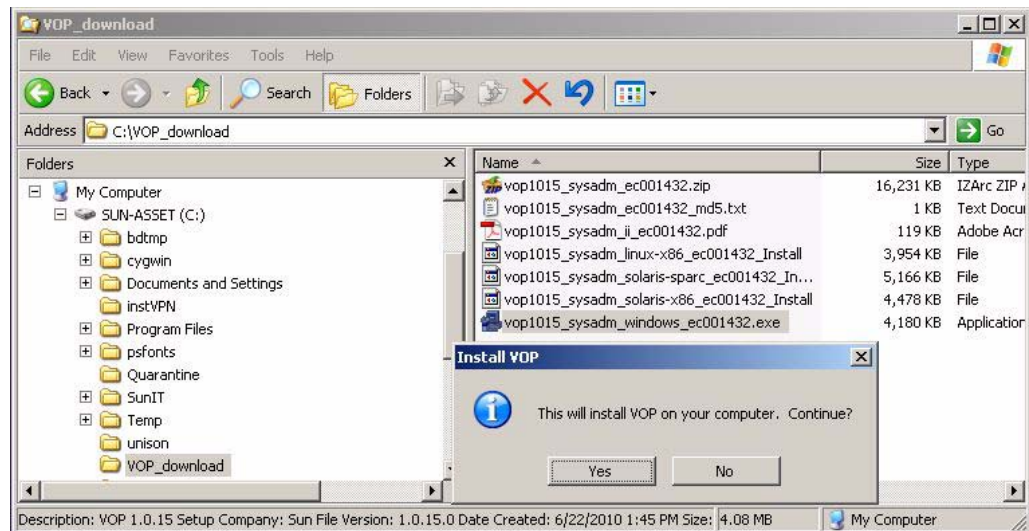 VOP_download
File Edit View Favorites Tools Help
Back Search Folders
Address C:\VOP_download Go
Folders x
My Computer
SUN-ASSET (C:)
bdtmp
cygwin
Documents and Settings
instVPN
Program Files
psfonts
Quarantine
SunIT
Temp
unison
VOP_download
Name Size Type
vop1015_sysadm_ec001432.zip 16,231 KB IZArc ZIP
vop1015_sysadm_ec001432_md5.txt 1 KB Text Docu
vop1015_sysadm_ii_ec001432.pdf 119 KB Adobe Acr
vop1015_sysadm_linux-x86_ec001432_Install 3,954 KB File
vop1015_sysadm_solaris-sparc_ec001432_In... 5,166 KB File
vop1015_sysadm_solaris-x86_ec001432_Install 4,478 KB File
vop1015_sysadm_windows_ec001432.exe 4,180 KB Application
Install VOP
This will install VOP on your computer. Continue?
Yes No
Description: VOP 1.0.15 Setup Company: Sun File Version: 1.0.15.0 Date Created: 6/22/2010 1:45 PM Size: 4.08 MB My Computer